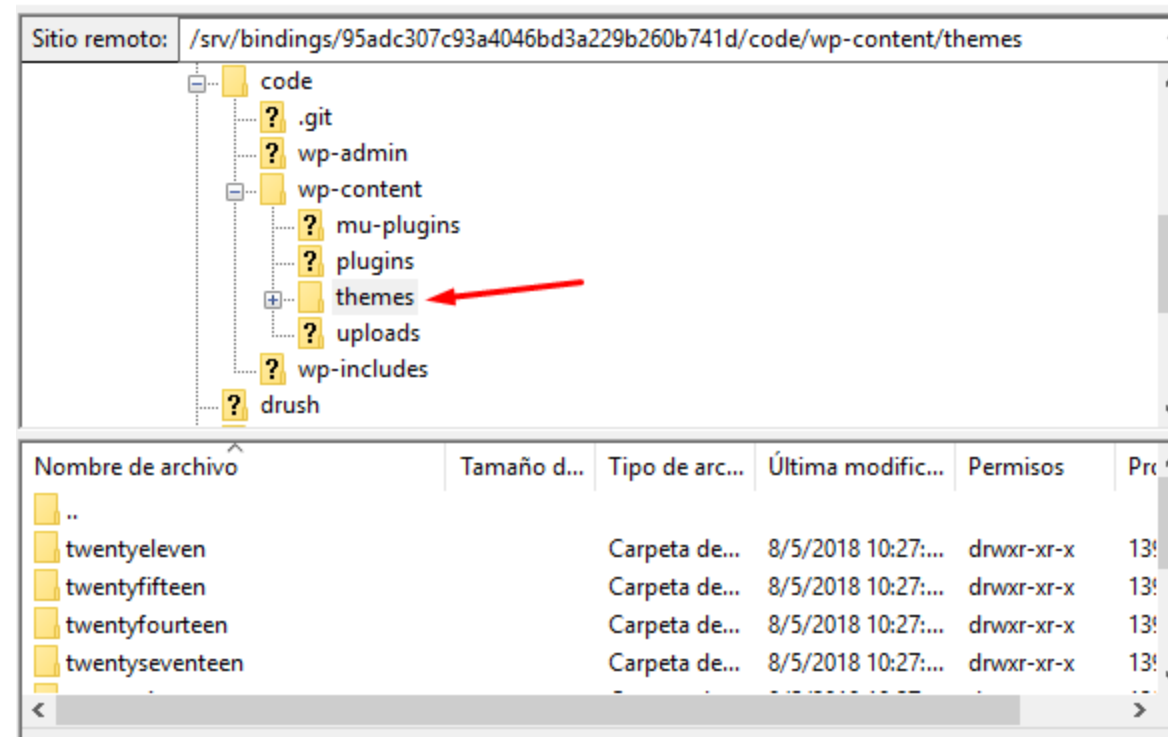 Sitio remoto: /srv/bindings/95adc307c93a4046bd3a229b260b741d/code/wp-content/themes
code
.git
wp-admin
wp-content
mu-plugins
plugins
themes
uploads
wp-includes
drush
Nombre de archivo Tamaño d... Tipo de arc... Última modific... Permisos
..
twentyeleven Carpeta de... 8/5/2018 10:27:... drwxr-xr-x
twentyfifteen Carpeta de... 8/5/2018 10:27:... drwxr-xr-x
twentyfourteen Carpeta de... 8/5/2018 10:27:... drwxr-xr-x
twentyseventeen Carpeta de... 8/5/2018 10:27:... drwxr-xr-x